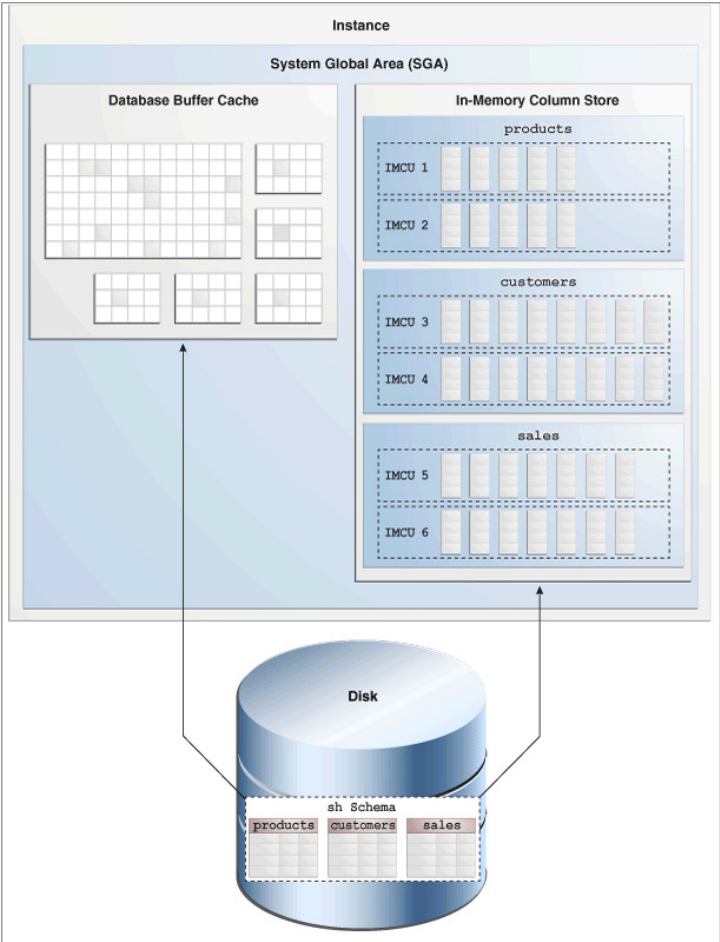 Instance
System Global Area (SGA)
Database Buffer Cache
In-Memory Column Store
products
IMCU 1
IMCU 2
customers
IMCU 3
IMCU 4
sales
IMCU 5
IMCU 6
Disk
sh Schema
products customers sales